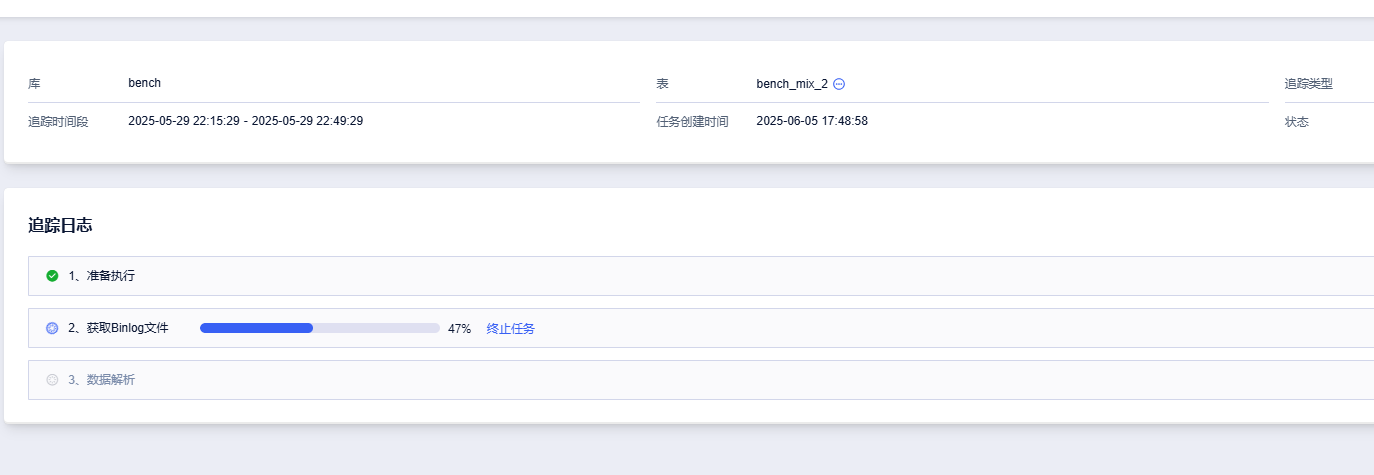 库 bench 表 bench_mix_2 追踪类型
追踪时间段 2025-05-29 22:15:29 - 2025-05-29 22:49:29 任务创建时间 2025-06-05 17:48:58 状态
追踪日志
1、准备执行
2、获取Binlog文件 47% 终止任务
3、数据解析